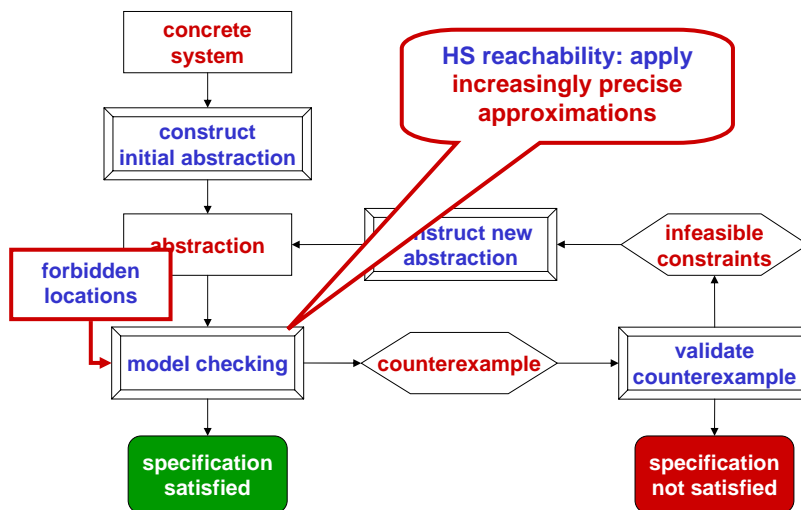 concrete
system
HS reachability: apply
increasingly precise
approximations
construct
initial abstraction
abstraction
nstruct new
abstraction
infeasible
constraints
forbidden
locations
model checking
counterexample
validate
counterexample
specification
satisfied
specification
not satisfied